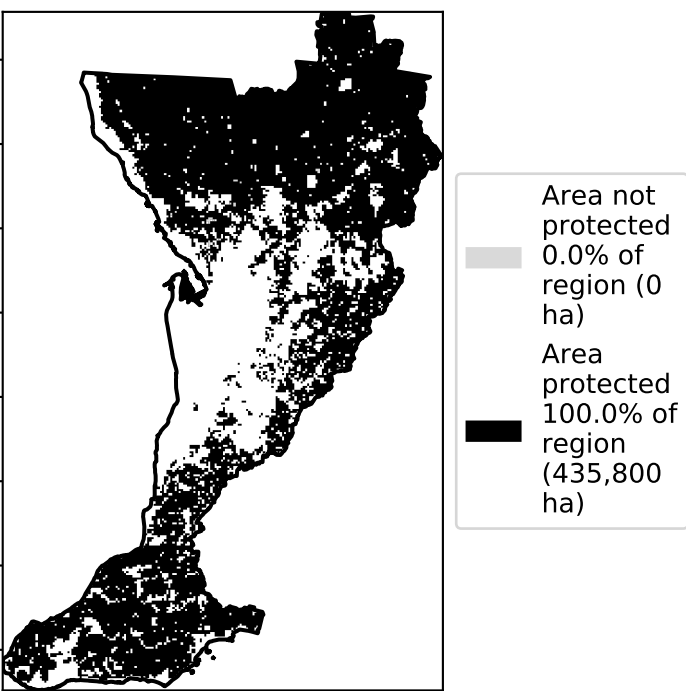 Area not
protected
0.0% of
region (0
ha)
Area
protected
100.0% of
region
(435,800
ha)